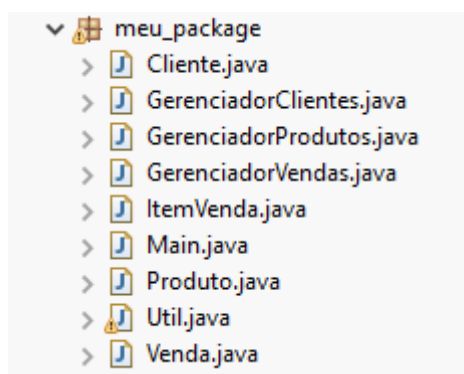 meu_package
Cliente.java
GerenciadorClientes.java
GerenciadorProdutos.java
GerenciadorVendas.java
ItemVenda.java
Main.java
Produto.java
Util.java
Venda.java